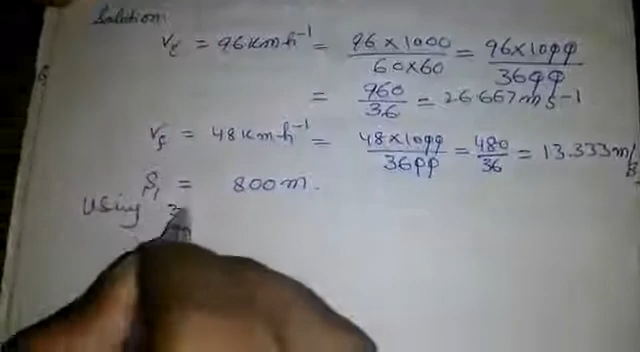 Solution:
Vi = 96 km h⁻¹ = 96 × 1000 / 60 × 60 = 96 × 1000 / 3600
= 960 / 36 = 26.667 m s⁻¹
Vf = 48 km h⁻¹ = 48 × 1000 / 3600 = 480 / 36 = 13.333 m/s
S₁ = 800 m.
Using 2